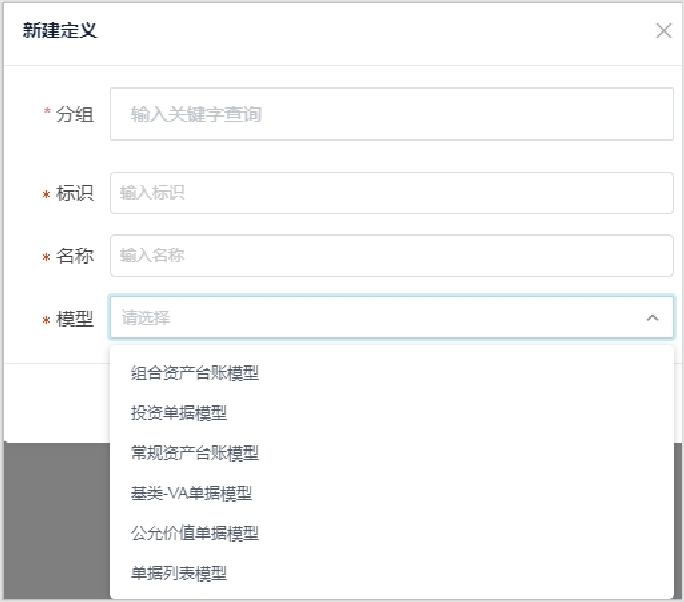 新建定义
* 分组 输入关键字查询
* 标识 输入标识
* 名称 输入名称
* 模型 请选择
组合资产台账模型
投资单据模型
常规资产台账模型
基类-VA单据模型
公允价值单据模型
单据列表模型